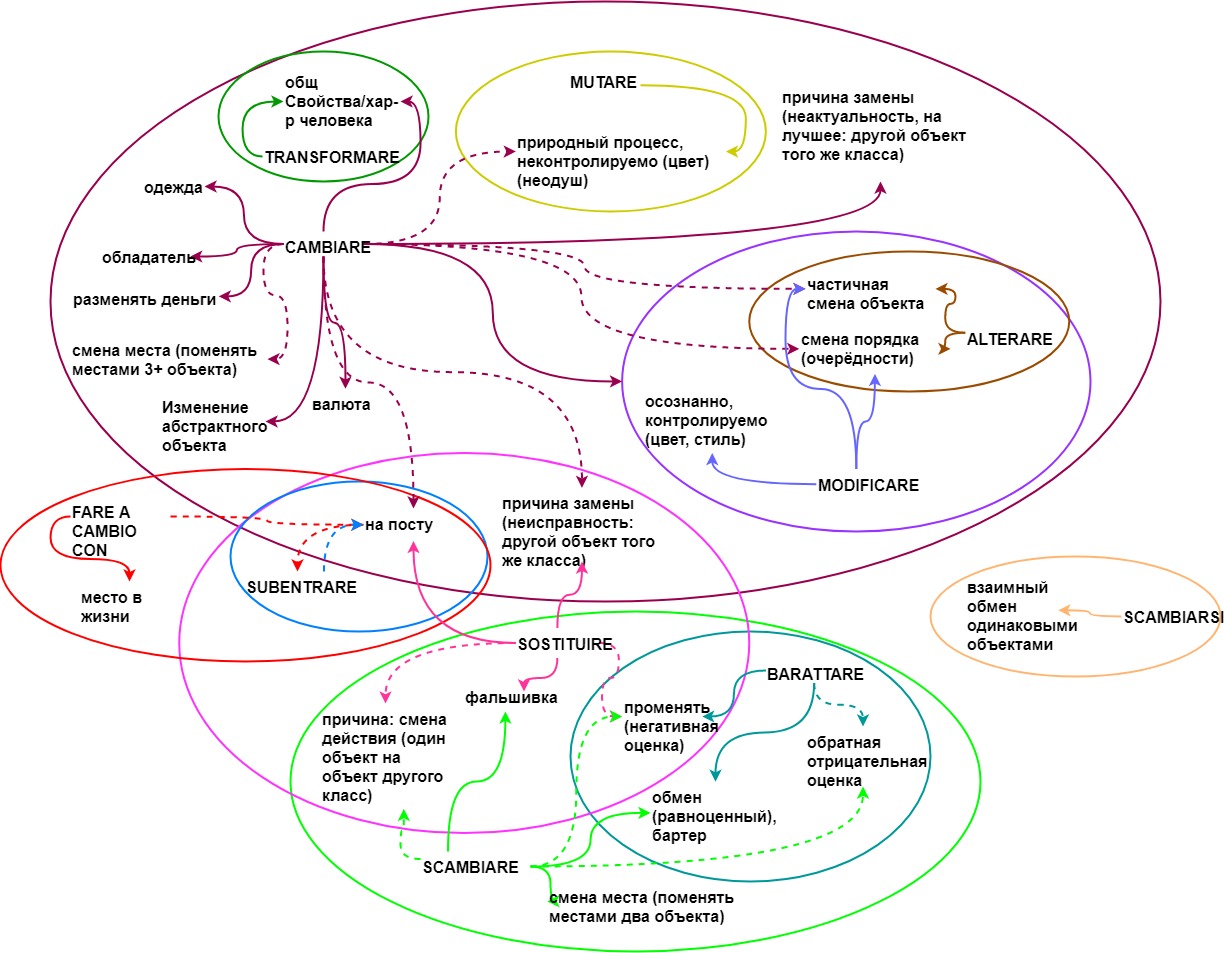 общ
Свойства/хар-
р человека
TRANSFORMARE
MUTARE
природный процесс,
неконтролируемо (цвет)
(неодуш)
причина замены
(неактуальность, на
лучшее: другой объект
того же класса)
одежда
CAMBIARE
обладатель
разменять деньги
смена места (поменять
местами 3+ объекта)
Изменение
абстрактного
объекта
валюта
частичная
смена объекта
смена порядка
(очерёдности)
ALTERARE
осознанно,
контролируемо
(цвет, стиль)
MODIFICARE
FARE A
CAMBIO
CON
место в
жизни
на посту
SUBENTRARE
причина замены
(неисправность:
другой объект того
же класса)
взаимный
обмен
одинаковыми
объектами
SCAMBIARSI
SOSTITUIRE
фальшивка
причина: смена
действия (один
объект на
объект другого
класс)
BARATTARE
променять
(негативная
оценка)
обратная
отрицательная
оценка
обмен
(равноценный),
бартер
SCAMBIARE
смена места (поменять
местами два объекта)